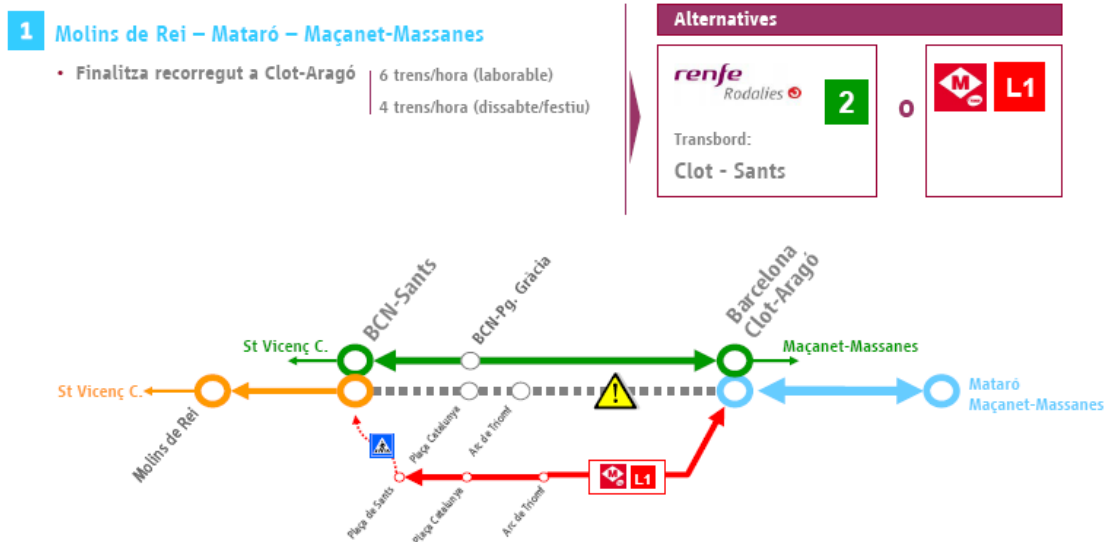 1 Molins de Rei – Mataró – Maçanet-Massanes
• Finalitza recorregut a Clot-Aragó
6 trens/hora (laborable)
4 trens/hora (dissabte/festiu)
Alternatives
renfe
Rodalies
2
Transbord:
Clot - Sants
o
M
L1
BCN-Sants
BCN-Pg. Gràcia
Barcelona
Clot-Aragó
St Vicenç C.
Maçanet-Massanes
St Vicenç C.
Molins de Rei
Plaça Catalunya
Arc de Triomf
!
Mataró
Maçanet-Massanes
Plaça de Sants
Plaça Catalunya
Arc de Triomf
M
L1